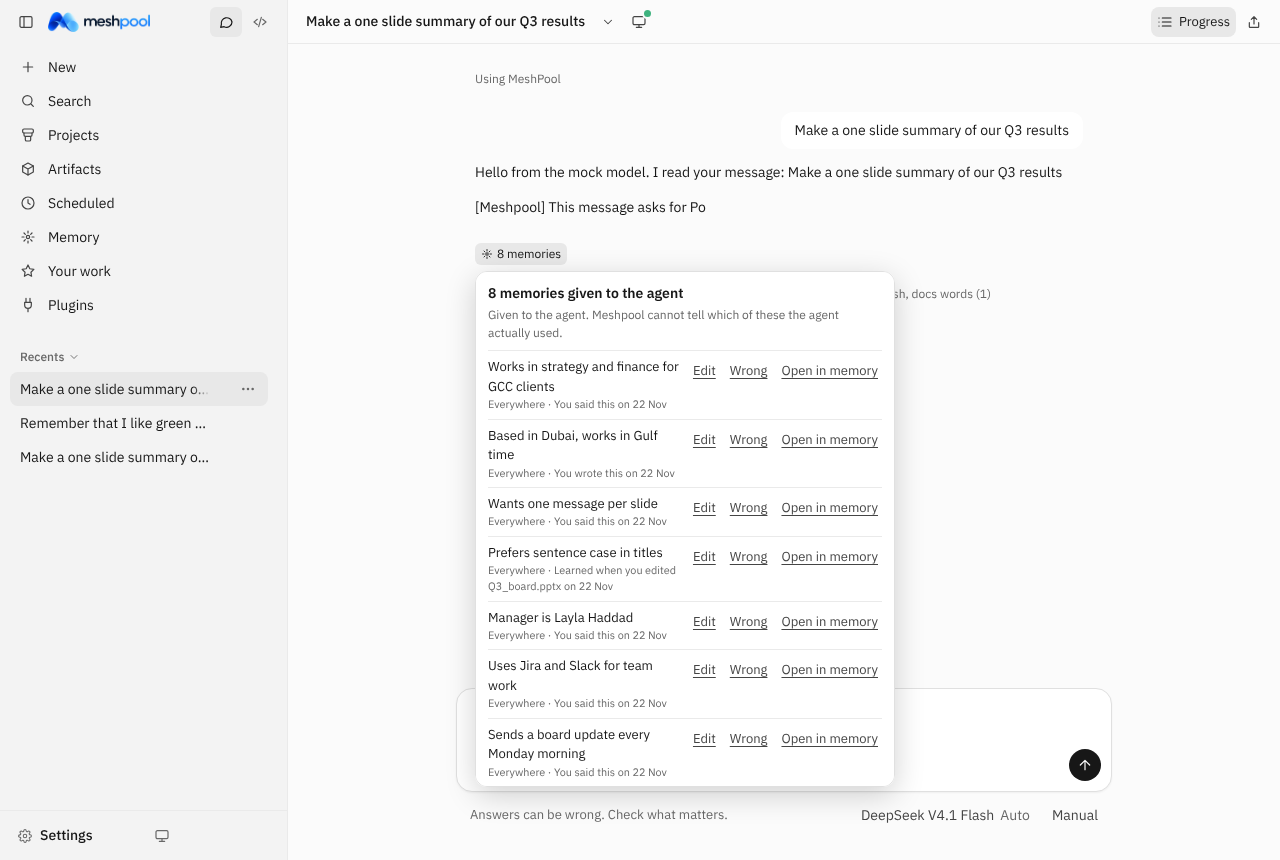 meshpool
Make a one slide summary of our Q3 results
Progress
New
Search
Projects
Artifacts
Scheduled
Memory
Your work
Plugins
Recents
Make a one slide summary o...
Remember that I like green ...
Make a one slide summary o...
Settings
Using MeshPool
Make a one slide summary of our Q3 results
Hello from the mock model. I read your message: Make a one slide summary of our Q3 results
[Meshpool] This message asks for Po
8 memories
docs words (1)
8 memories given to the agent
Given to the agent. Meshpool cannot tell which of these the agent
actually used.
Works in strategy and finance for
GCC clients
Everywhere · You said this on 22 Nov
Edit Wrong Open in memory
Based in Dubai, works in Gulf
time
Everywhere · You wrote this on 22 Nov
Edit Wrong Open in memory
Wants one message per slide
Everywhere · You said this on 22 Nov
Edit Wrong Open in memory
Prefers sentence case in titles
Everywhere · Learned when you edited
Q3_board.pptx on 22 Nov
Edit Wrong Open in memory
Manager is Layla Haddad
Everywhere · You said this on 22 Nov
Edit Wrong Open in memory
Uses Jira and Slack for team
work
Everywhere · You said this on 22 Nov
Edit Wrong Open in memory
Sends a board update every
Monday morning
Everywhere · You said this on 22 Nov
Edit Wrong Open in memory
Answers can be wrong. Check what matters.
DeepSeek V4.1 Flash Auto Manual